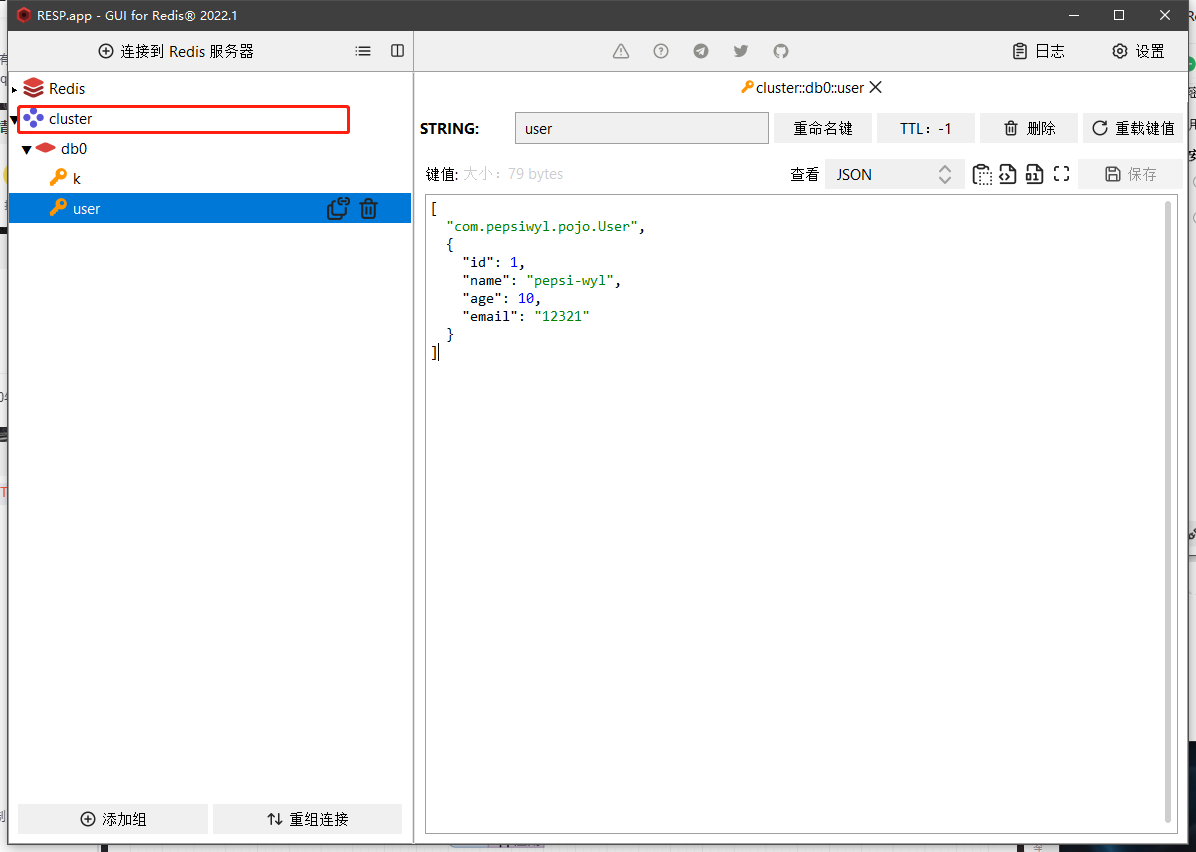 RESP.app - GUI for Redis® 2022.1
连接到 Redis 服务器
日志
设置
Redis
cluster
db0
k
user
cluster::db0::user
STRING:
user
重命名键
TTL：-1
删除
重载键值
键值: 大小：79 bytes
查看
JSON
保存
[
"com.pepsiwyl.pojo.User",
{
"id": 1,
"name": "pepsi-wyl",
"age": 10,
"email": "12321"
}
]
添加组
重组连接